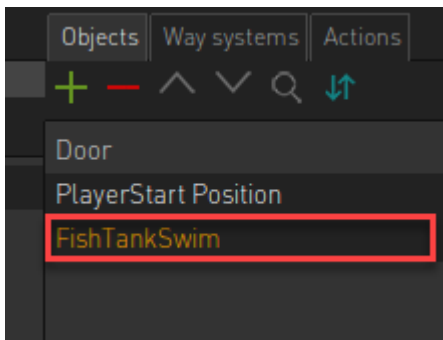 Objects Way systems Actions
Door
PlayerStart Position
FishTankSwim